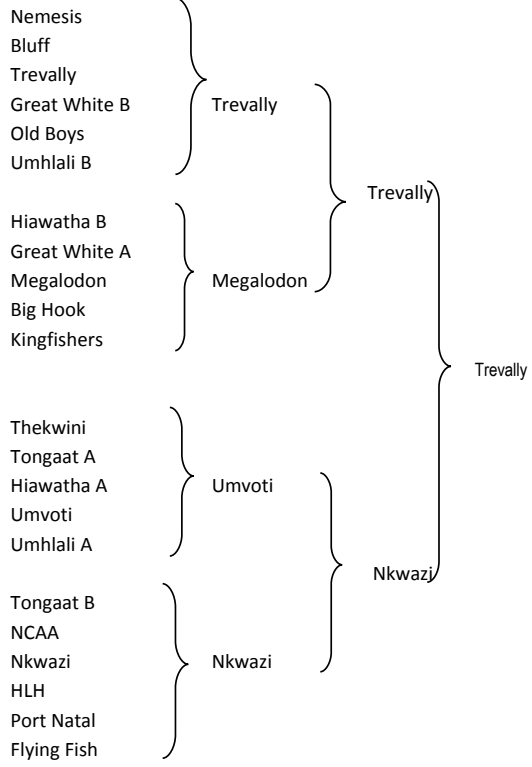 Nemesis
Bluff
Trevally
Great White B
Old Boys
Umhlali B
Trevally
Hiawatha B
Great White A
Megalodon
Big Hook
Kingfishers
Megalodon
Trevally
Thekwini
Tongaat A
Hiawatha A
Umvoti
Umhlali A
Umvoti
Tongaat B
NCAA
Nkwazi
HLH
Port Natal
Flying Fish
Nkwazi
Nkwazi
Trevally